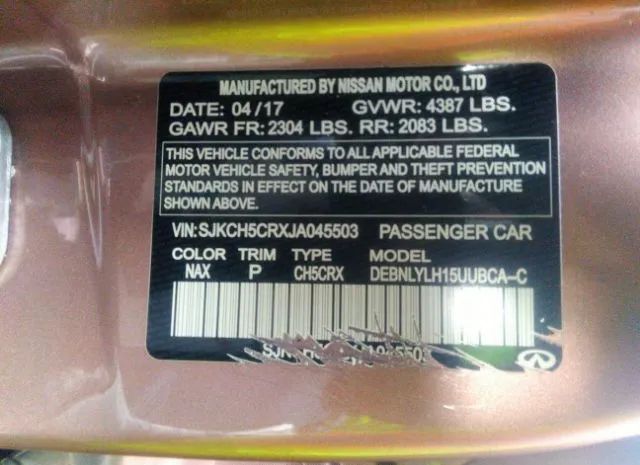 MANUFACTURED BY NISSAN MOTOR CO., LTD
DATE: 04/17 GVWR: 4387 LBS.
GAWR FR: 2304 LBS. RR: 2083 LBS.
THIS VEHICLE CONFORMS TO ALL APPLICABLE FEDERAL
MOTOR VEHICLE SAFETY, BUMPER AND THEFT PREVENTION
STANDARDS IN EFFECT ON THE DATE OF MANUFACTURE
SHOWN ABOVE.
VIN: SJKCH5CRXJA045503 PASSENGER CAR
COLOR TRIM TYPE MODEL
NAX P CH5CRX DEBNLYLH15UUBCA-C